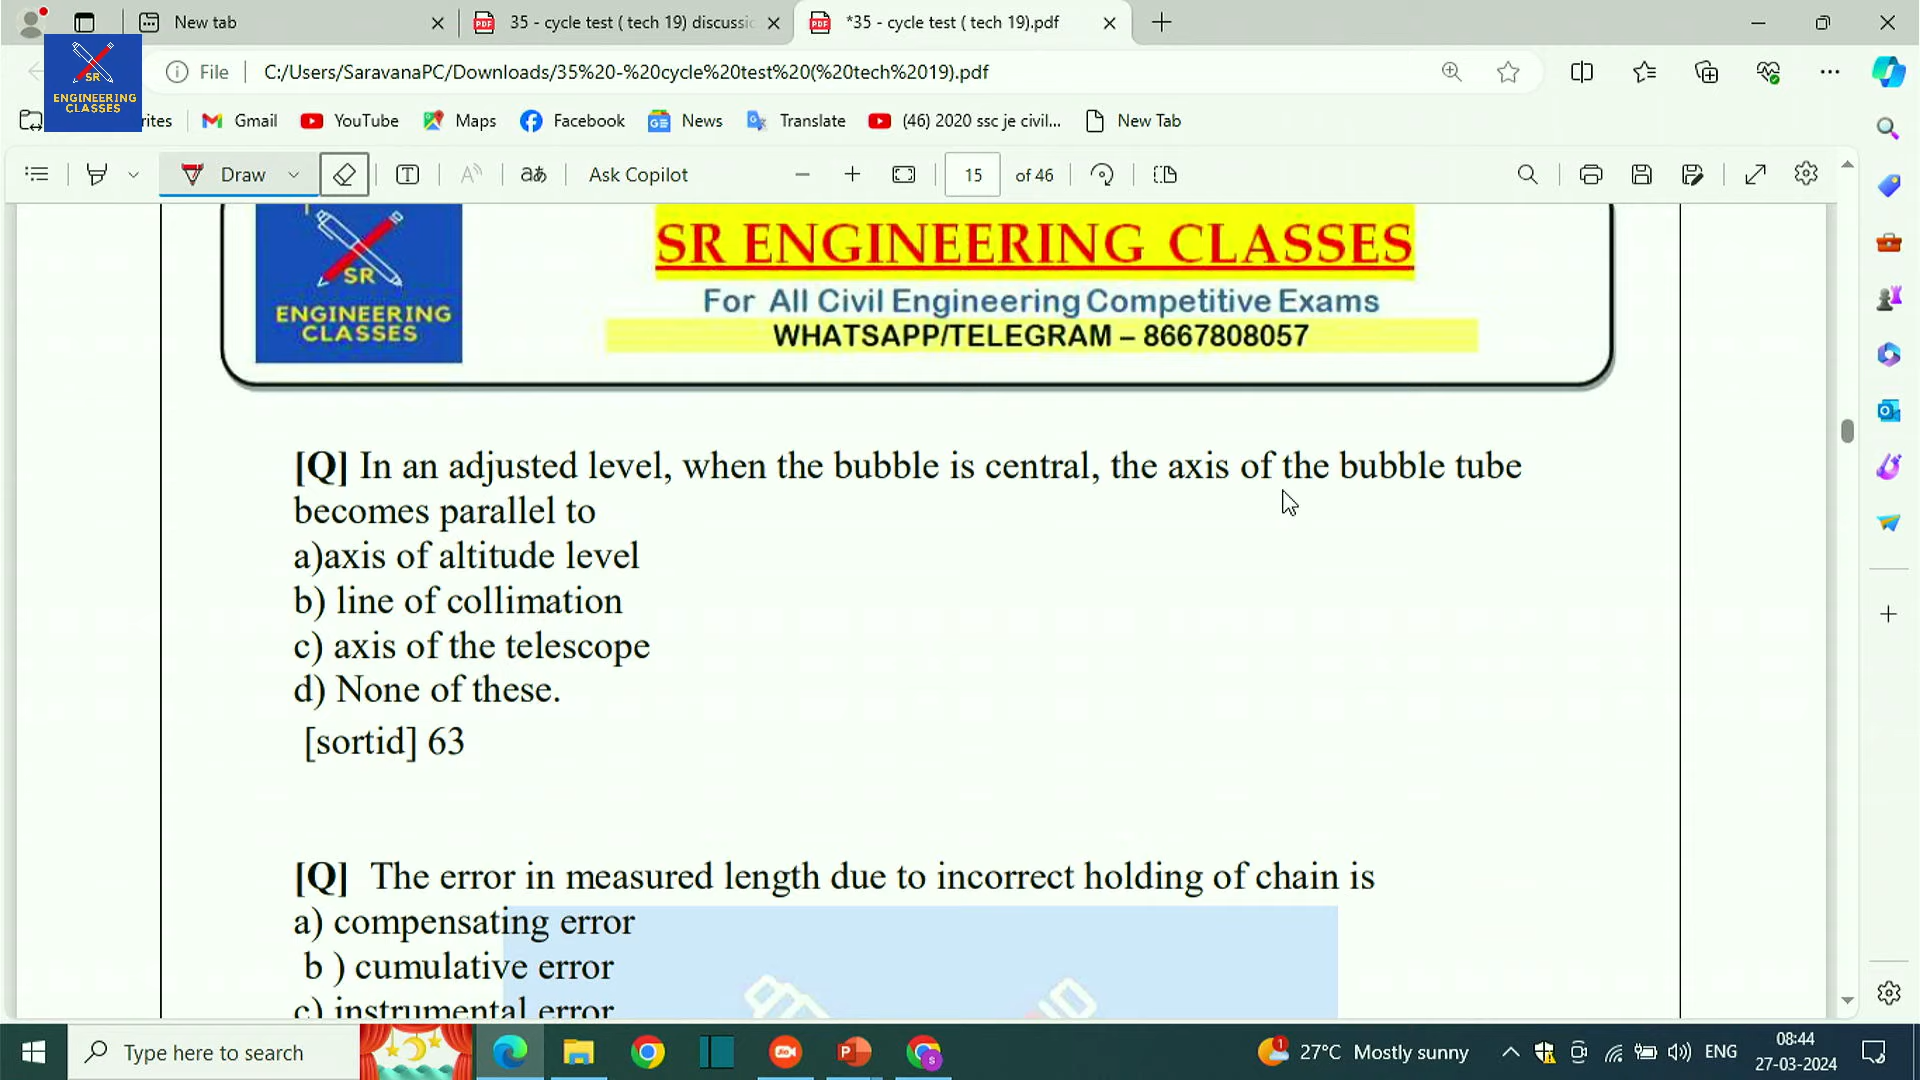 New tab
35 - cycle test ( tech 19) discussi
*35 - cycle test ( tech 19).pdf
File
C:/Users/SaravanaPC/Downloads/35%20-%20cycle%20test%20(%20tech%2019).pdf
SR
ENGINEERING
CLASSES
rites
Gmail
YouTube
Maps
Facebook
News
Translate
(46) 2020 ssc je civil...
New Tab
Draw
Ask Copilot
15
of 46
SR
ENGINEERING
CLASSES
SR ENGINEERING CLASSES
For All Civil Engineering Competitive Exams
WHATSAPP/TELEGRAM – 8667808057
[Q] In an adjusted level, when the bubble is central, the axis of the bubble tube
becomes parallel to
a)axis of altitude level
b) line of collimation
c) axis of the telescope
d) None of these.
[sortid] 63
[Q] The error in measured length due to incorrect holding of chain is
a) compensating error
b ) cumulative error
c) instrumental error
Type here to search
27°C Mostly sunny
ENG
08:44
27-03-2024